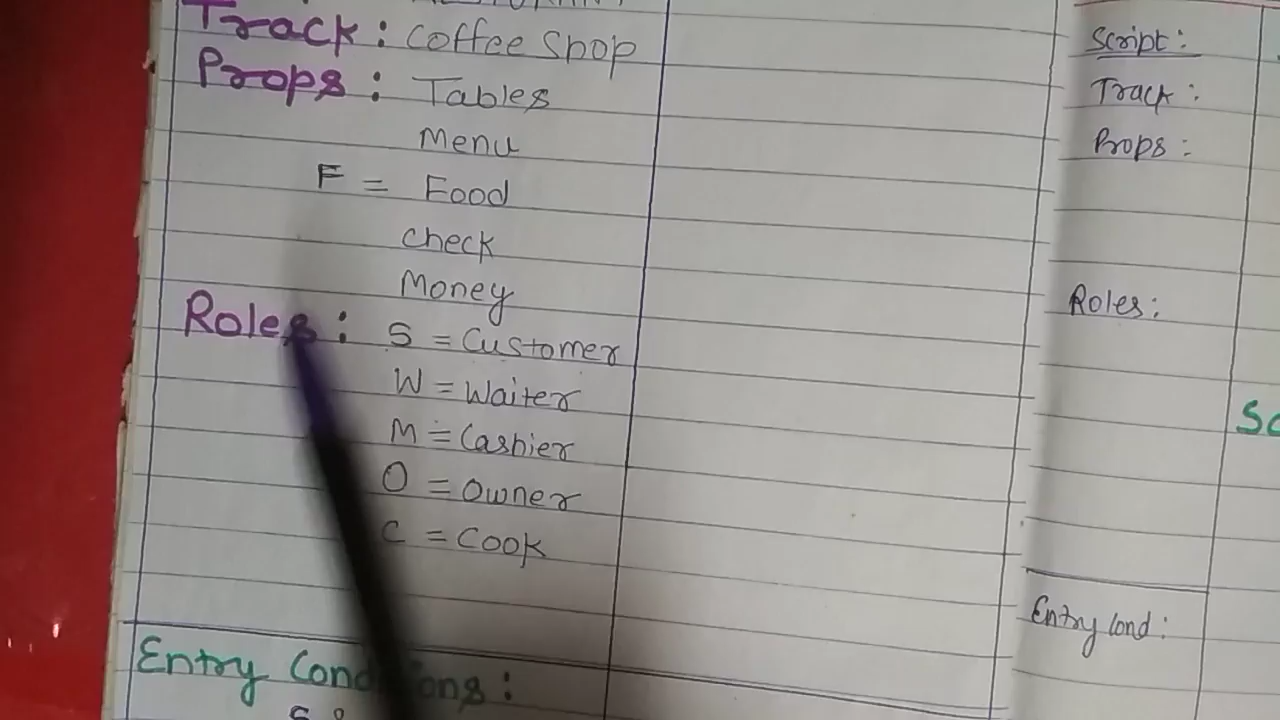 Track: Coffee Shop
Props: Tables
Menu
F = Food
check
Money
Roles: S = Customer
W = Waiter
M = Cashier
O = Owner
C = Cook
Entry Conditions:
Script:
Track:
Props:
Roles:
Entry Cond: